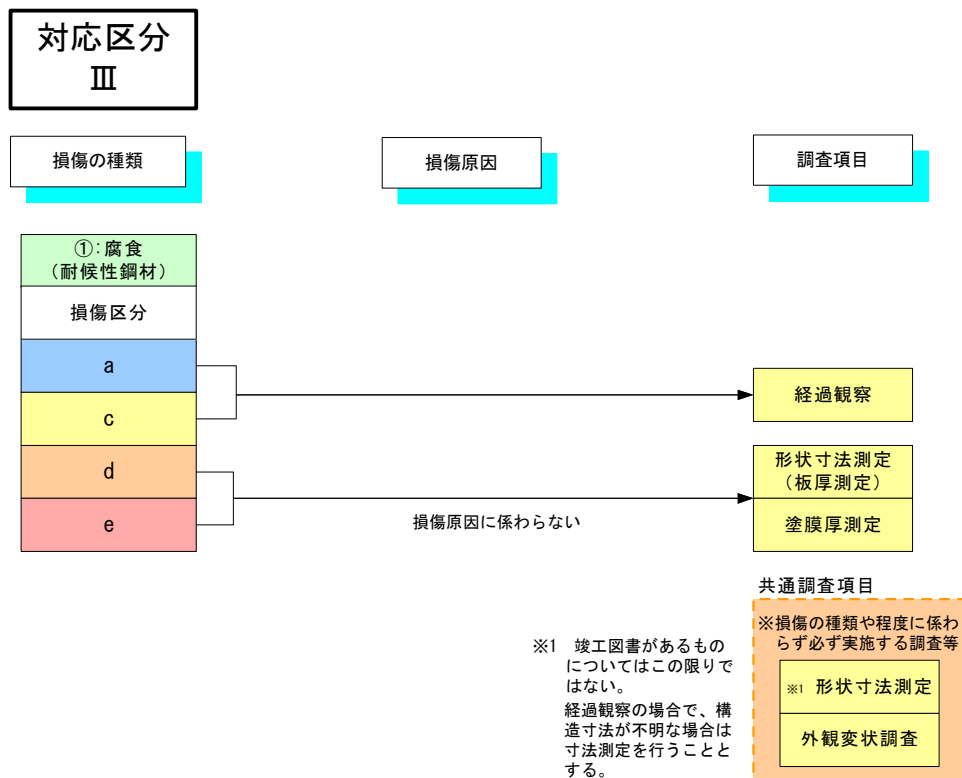 対応区分
Ⅲ
損傷の種類
損傷原因
調査項目
①:腐食
（耐候性鋼材）
損傷区分
a
c
d
e
経過観察
形状寸法測定
（板厚測定）
塗膜厚測定
損傷原因に係わらない
共通調査項目
※損傷の種類や程度に係わ
らず必ず実施する調査等
※1 形状寸法測定
外観変状調査
※1 竣工図書があるもの
についてはこの限りで
はない。
経過観察の場合で、構
造寸法が不明な場合は
寸法測定を行うことと
する。